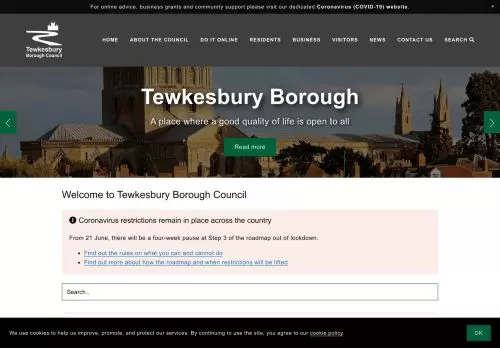 For online advice, business grants and community support please visit our dedicated Coronavirus (COVID-19) website.
×
Tewkesbury
Borough Council
HOME ABOUT THE COUNCIL DO IT ONLINE RESIDENTS BUSINESS VISITORS NEWS CONTACT US SEARCH
Tewkesbury Borough
A place where a good quality of life is open to all
Read more
Welcome to Tewkesbury Borough Council
Coronavirus restrictions remain in place across the country
From 21 June, there will be a four-week pause at Step 3 of the roadmap out of lockdown.
Find out the rules on what you can and cannot do
Find out more about how the roadmap and when restrictions will be lifted
Search..
We use cookies to help us improve, promote, and protect our services. By continuing to use the site, you agree to our cookie policy.
OK